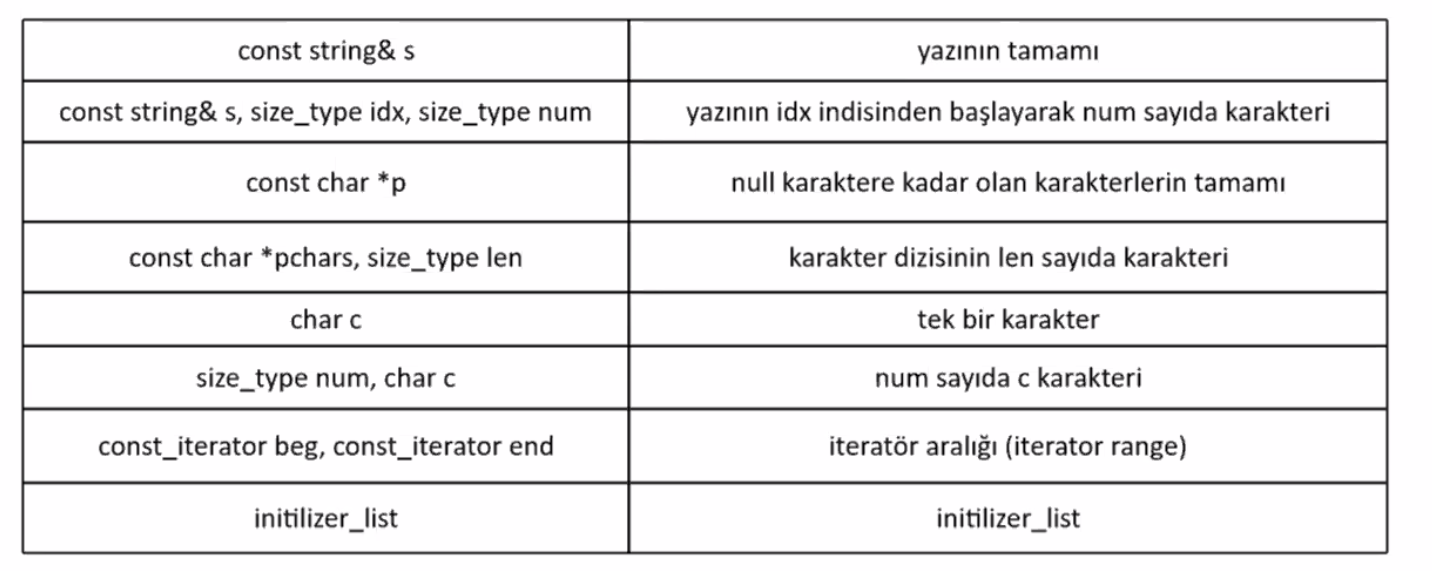 const string& s
yazının tamamı
const string& s, size_type idx, size_type num
yazının idx indisinden başlayarak num sayıda karakteri
const char *p
null karaktere kadar olan karakterlerin tamamı
const char *pchars, size_type len
karakter dizisinin len sayıda karakteri
char c
tek bir karakter
size_type num, char c
num sayıda c karakteri
const_iterator beg, const_iterator end
iteratör aralığı (iterator range)
initilizer_list
initilizer_list